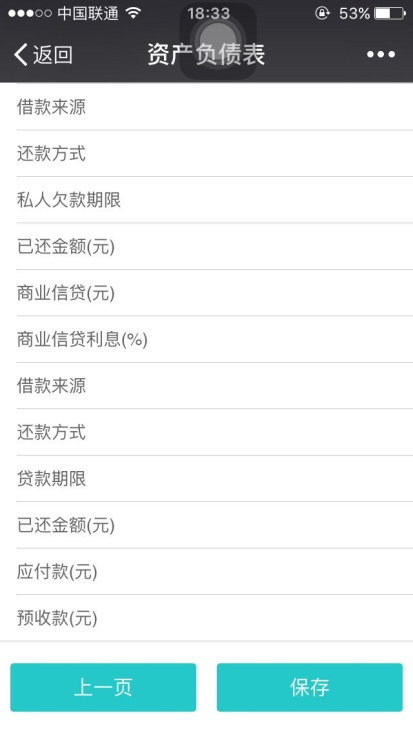 中国联通 18:33 53%
返回 资产负债表
借款来源
还款方式
私人欠款期限
已还金额(元)
商业信贷(元)
商业信贷利息(%)
借款来源
还款方式
贷款期限
已还金额(元)
应付款(元)
预收款(元)
上一页 保存